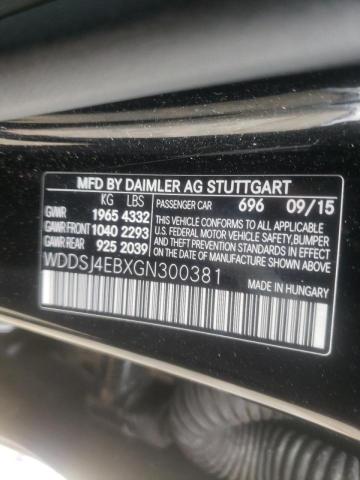 MFD BY DAIMLER AG STUTTGART
KG LBS PASSENGER CAR 696 09/15
GVWR 1965 4332
GAWR FRONT 1040 2293
GAWR REAR 925 2039
THIS VEHICLE CONFORMS TO ALL APPLICABLE
U.S. FEDERAL MOTOR VEHICLE SAFETY, BUMPER
AND THEFT PREVENTION STANDARDS IN EFFECT
ON THE DATE OF MANUFACTURE SHOWN ABOVE.
WDDSJ4EBXGN300381
MADE IN HUNGARY